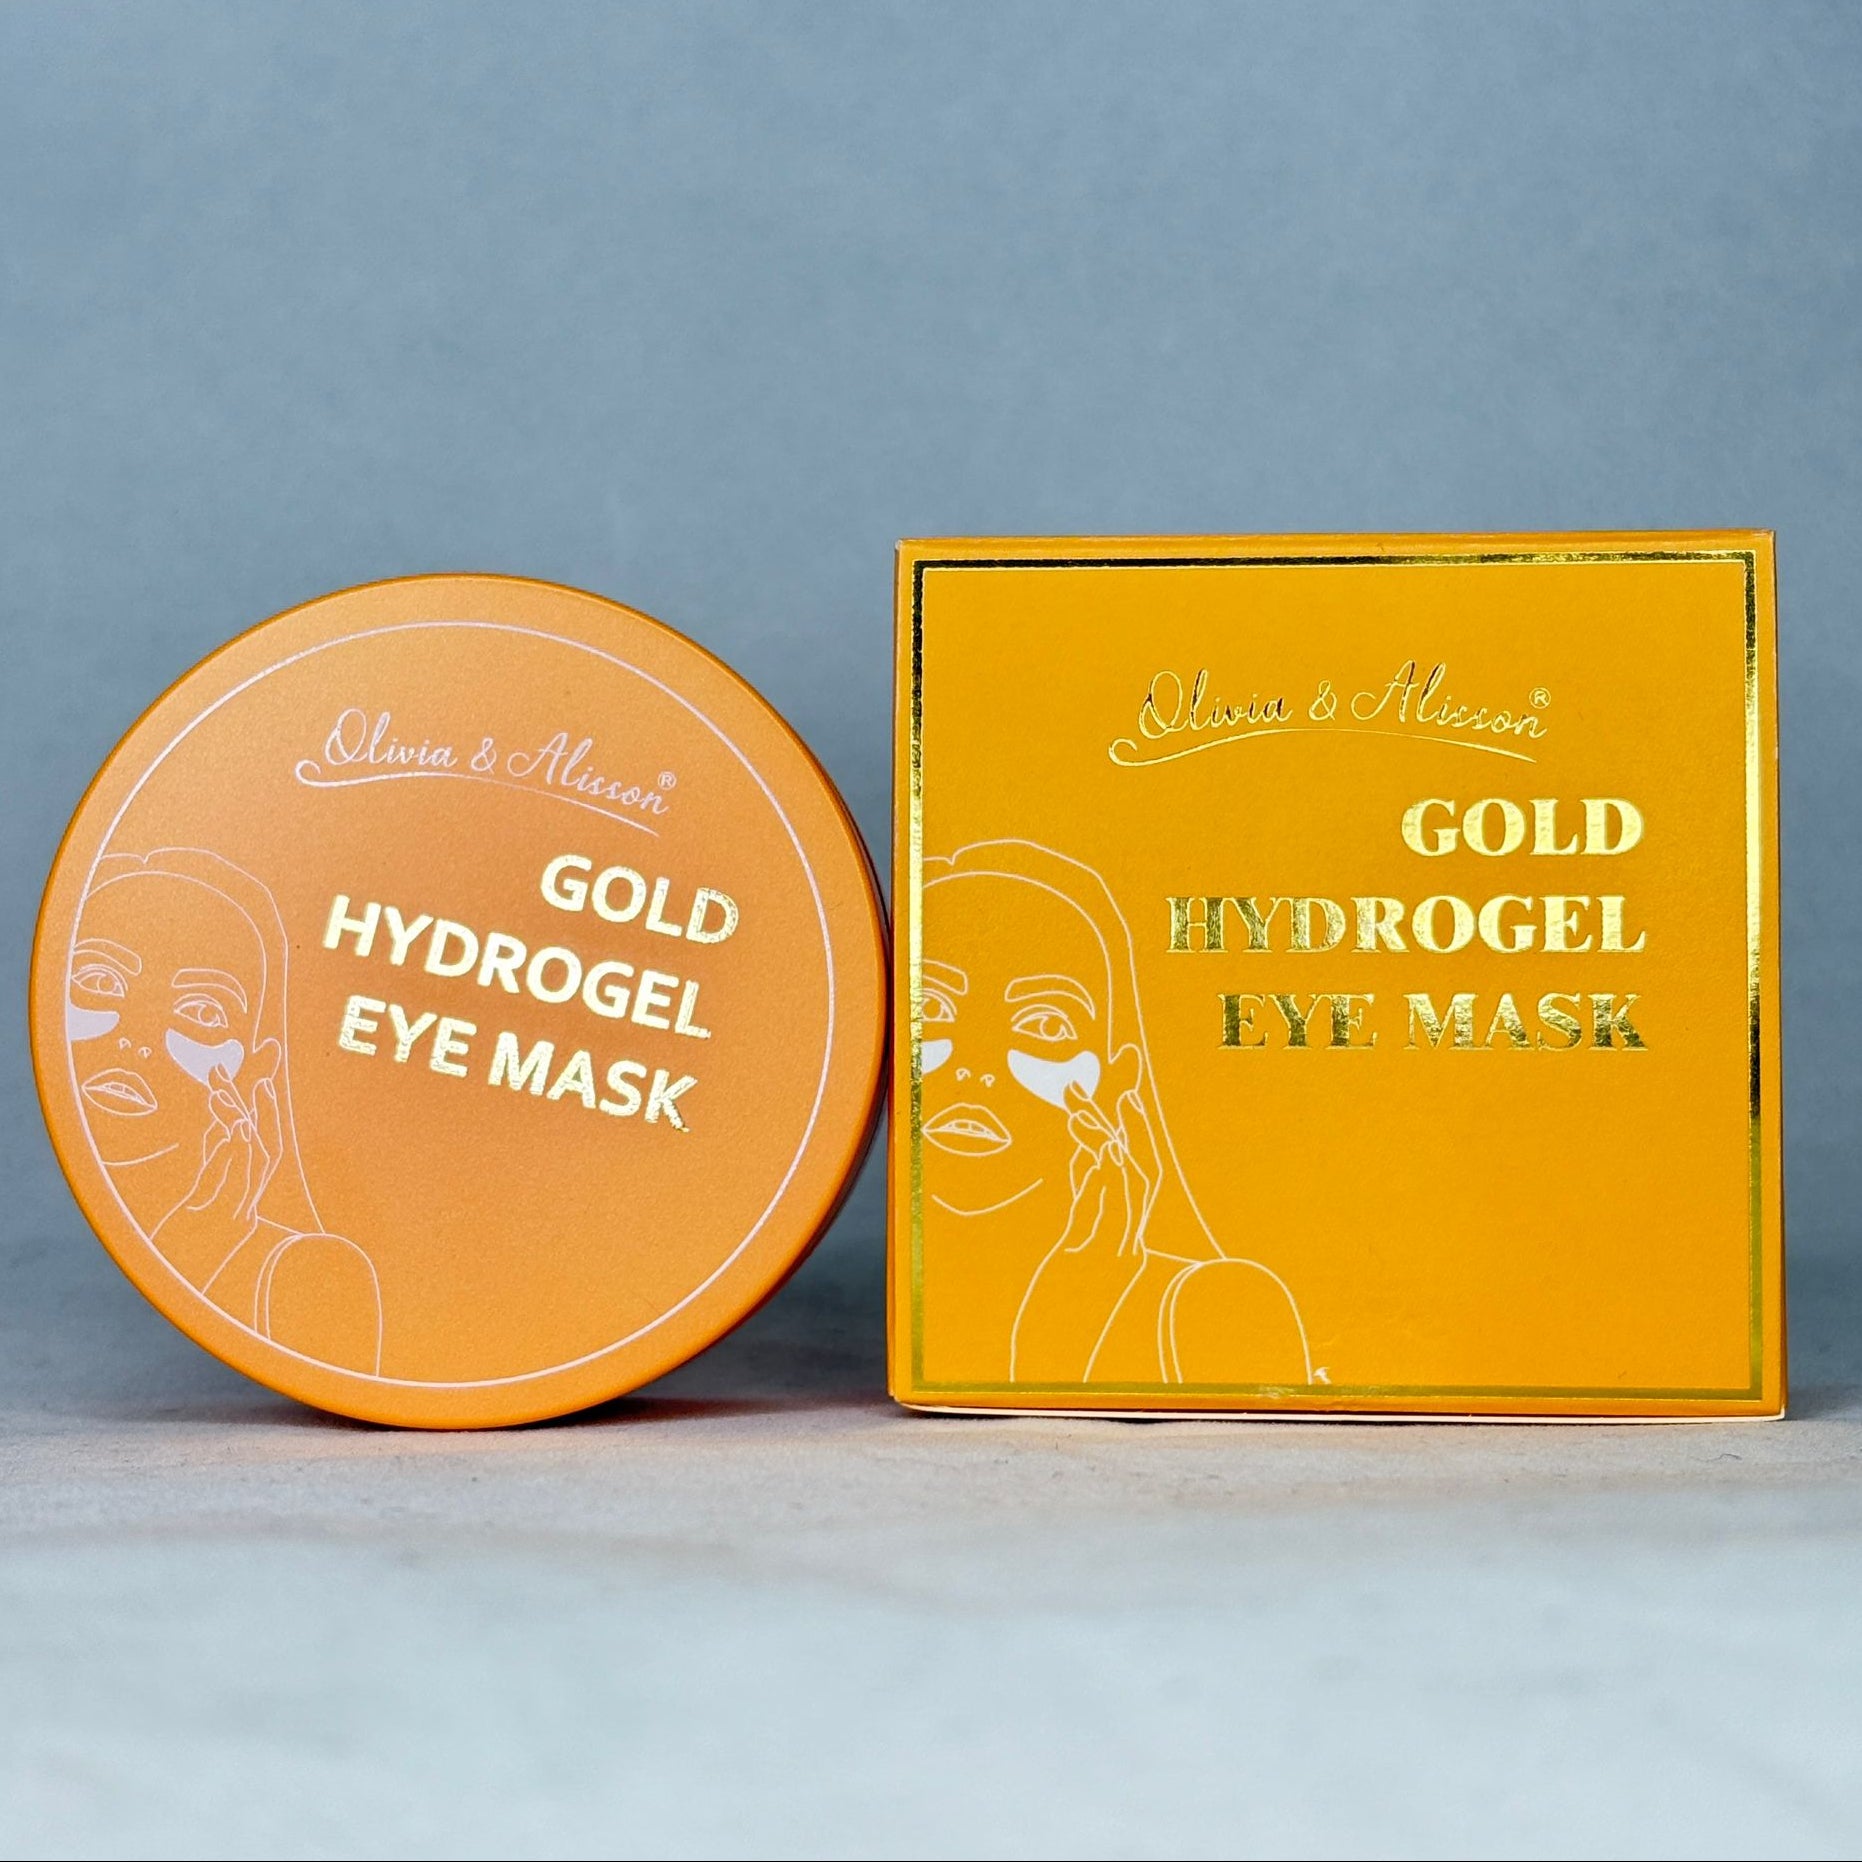 Olivia & Alisson®
GOLD
HYDROGEL
EYE MASK
Olivia & Alisson®
GOLD
HYDROGEL
EYE MASK